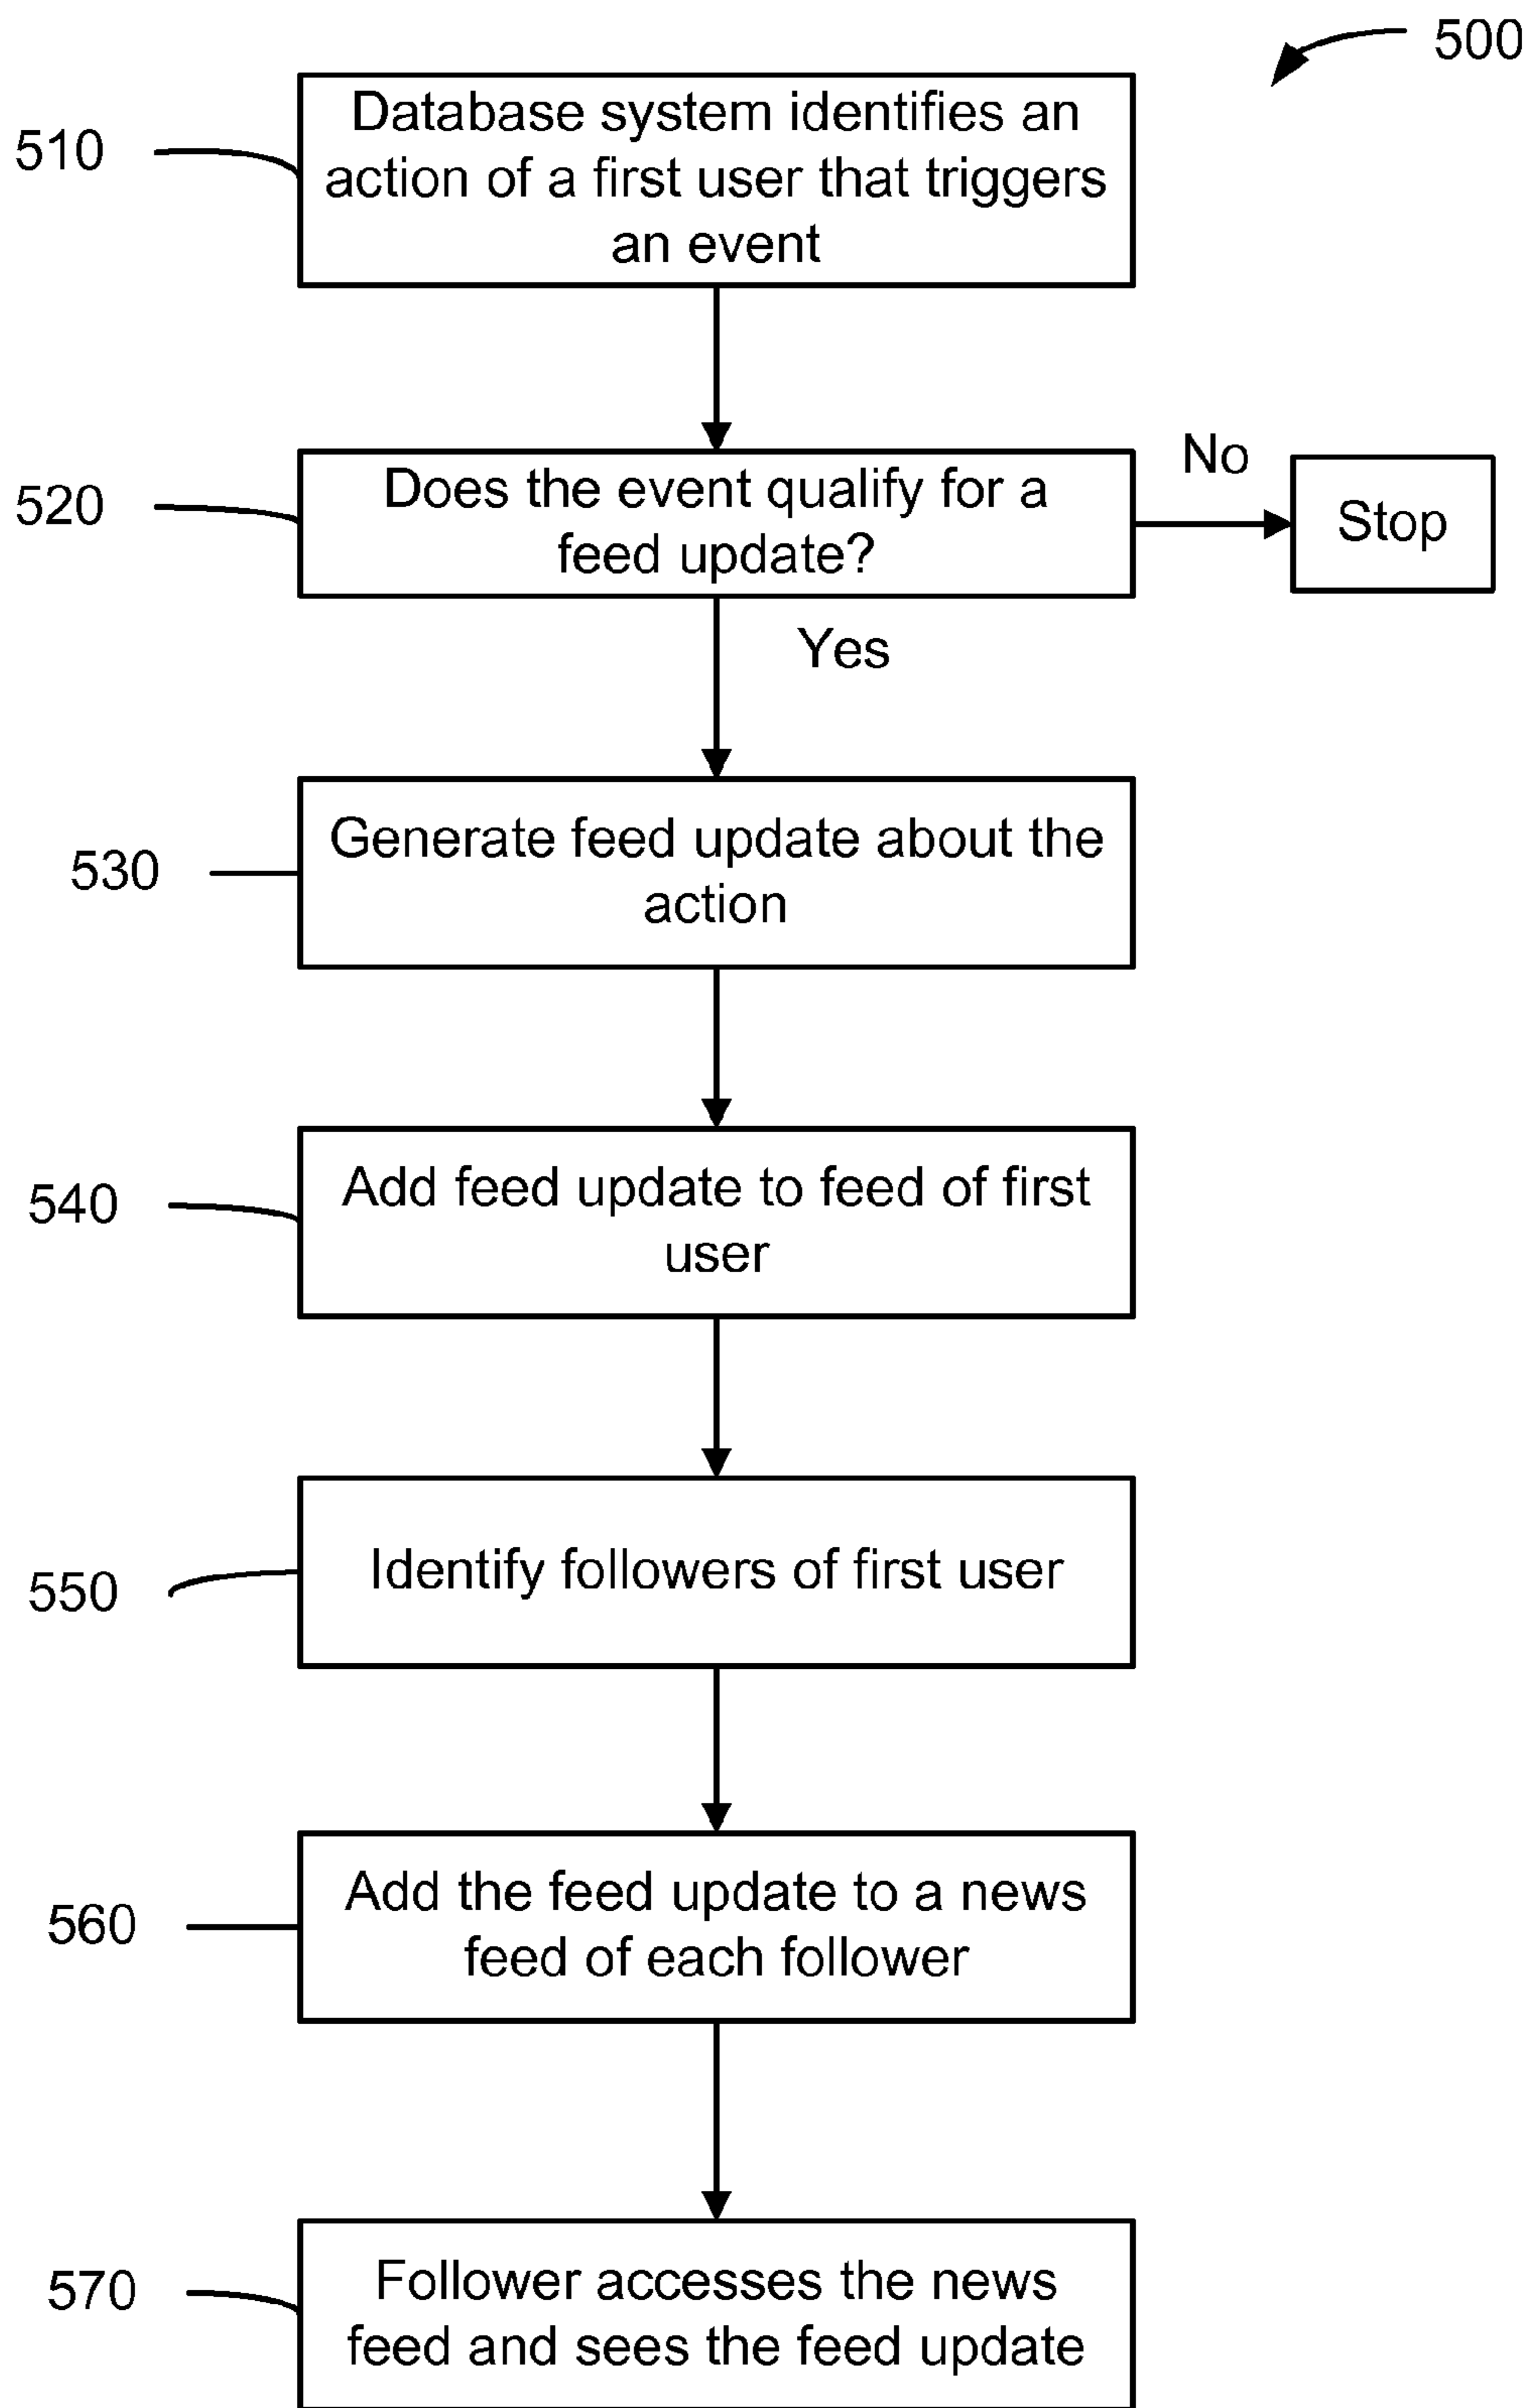 500
510
Database system identifies an
action of a first user that triggers
an event
520
Does the event qualify for a
feed update?
No
Stop
Yes
530
Generate feed update about the
action
540
Add feed update to feed of first
user
550
Identify followers of first user
560
Add the feed update to a news
feed of each follower
570
Follower accesses the news
feed and sees the feed update